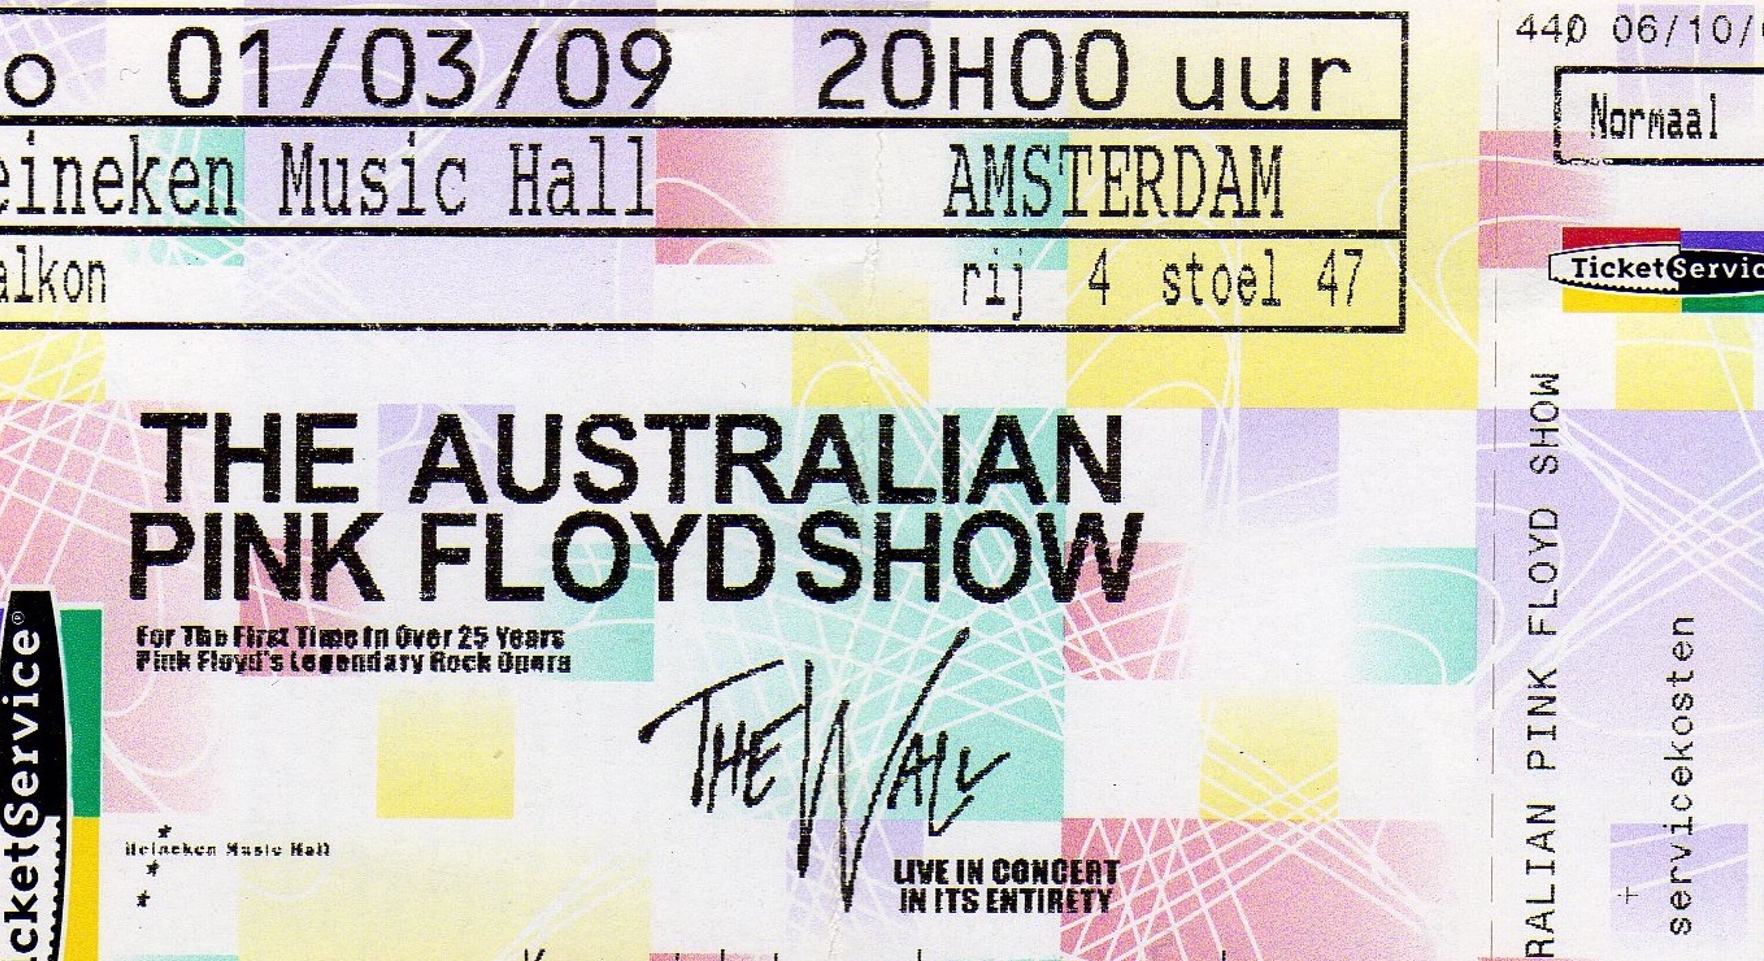 o 01/03/09 20H00 uur
eineken Music Hall AMSTERDAM
alkon rij 4 stoel 47
THE AUSTRALIAN
PINK FLOYD SHOW
For The First Time In Over 25 Years
Pink Floyd's Legendary Rock Opera
THE WALL
LIVE IN CONCERT
IN ITS ENTIRETY
Heineken Music Hall
cketService®
440 06/10/0
Normaal
TicketServic
RALIAN PINK FLOYD SHOW
+ servicekosten